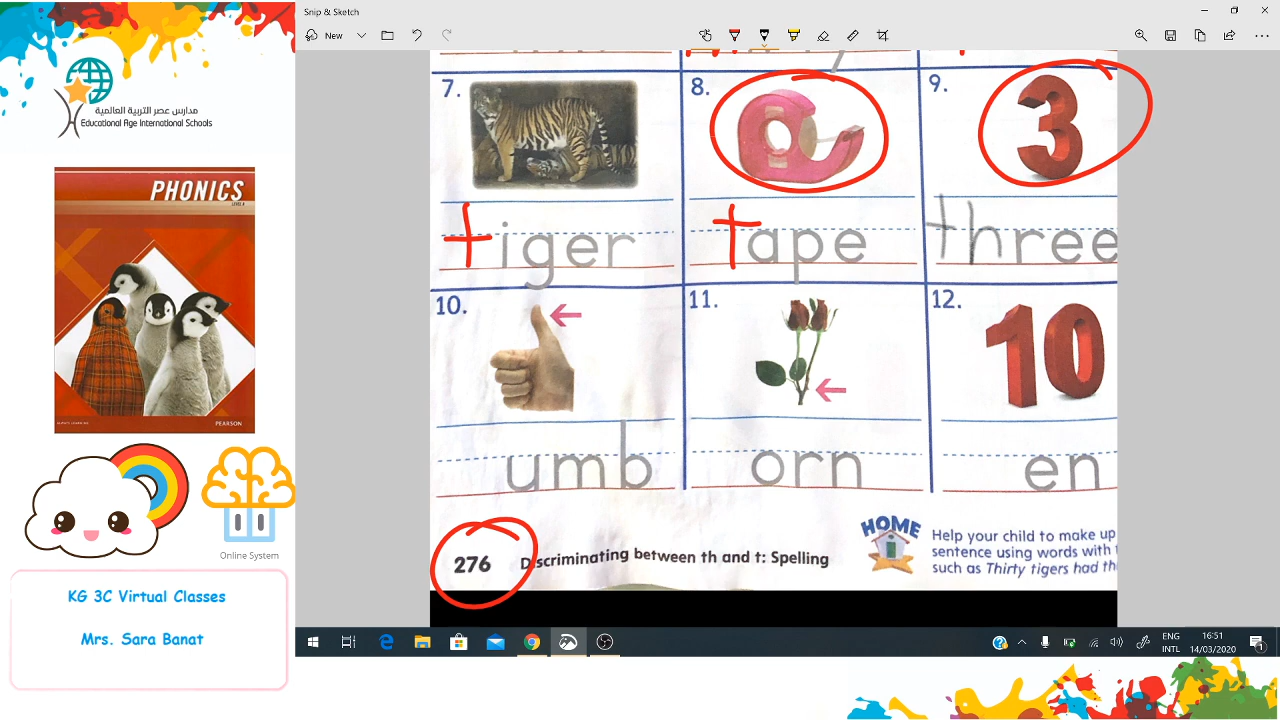 Snip & Sketch
New
مدارس عصر التربية العالمية
Educational Age International Schools
PHONICS
PEARSON
Online System
KG 3C Virtual Classes
Mrs. Sara Banat
7.
tiger
8.
tape
9.
3
three
10.
umb
11.
orn
12.
10
en
276
Discriminating between th and t: Spelling
HOME
Help your child to make up
sentence using words with
such as Thirty tigers had th
ENG
INTL
16:51
14/03/2020